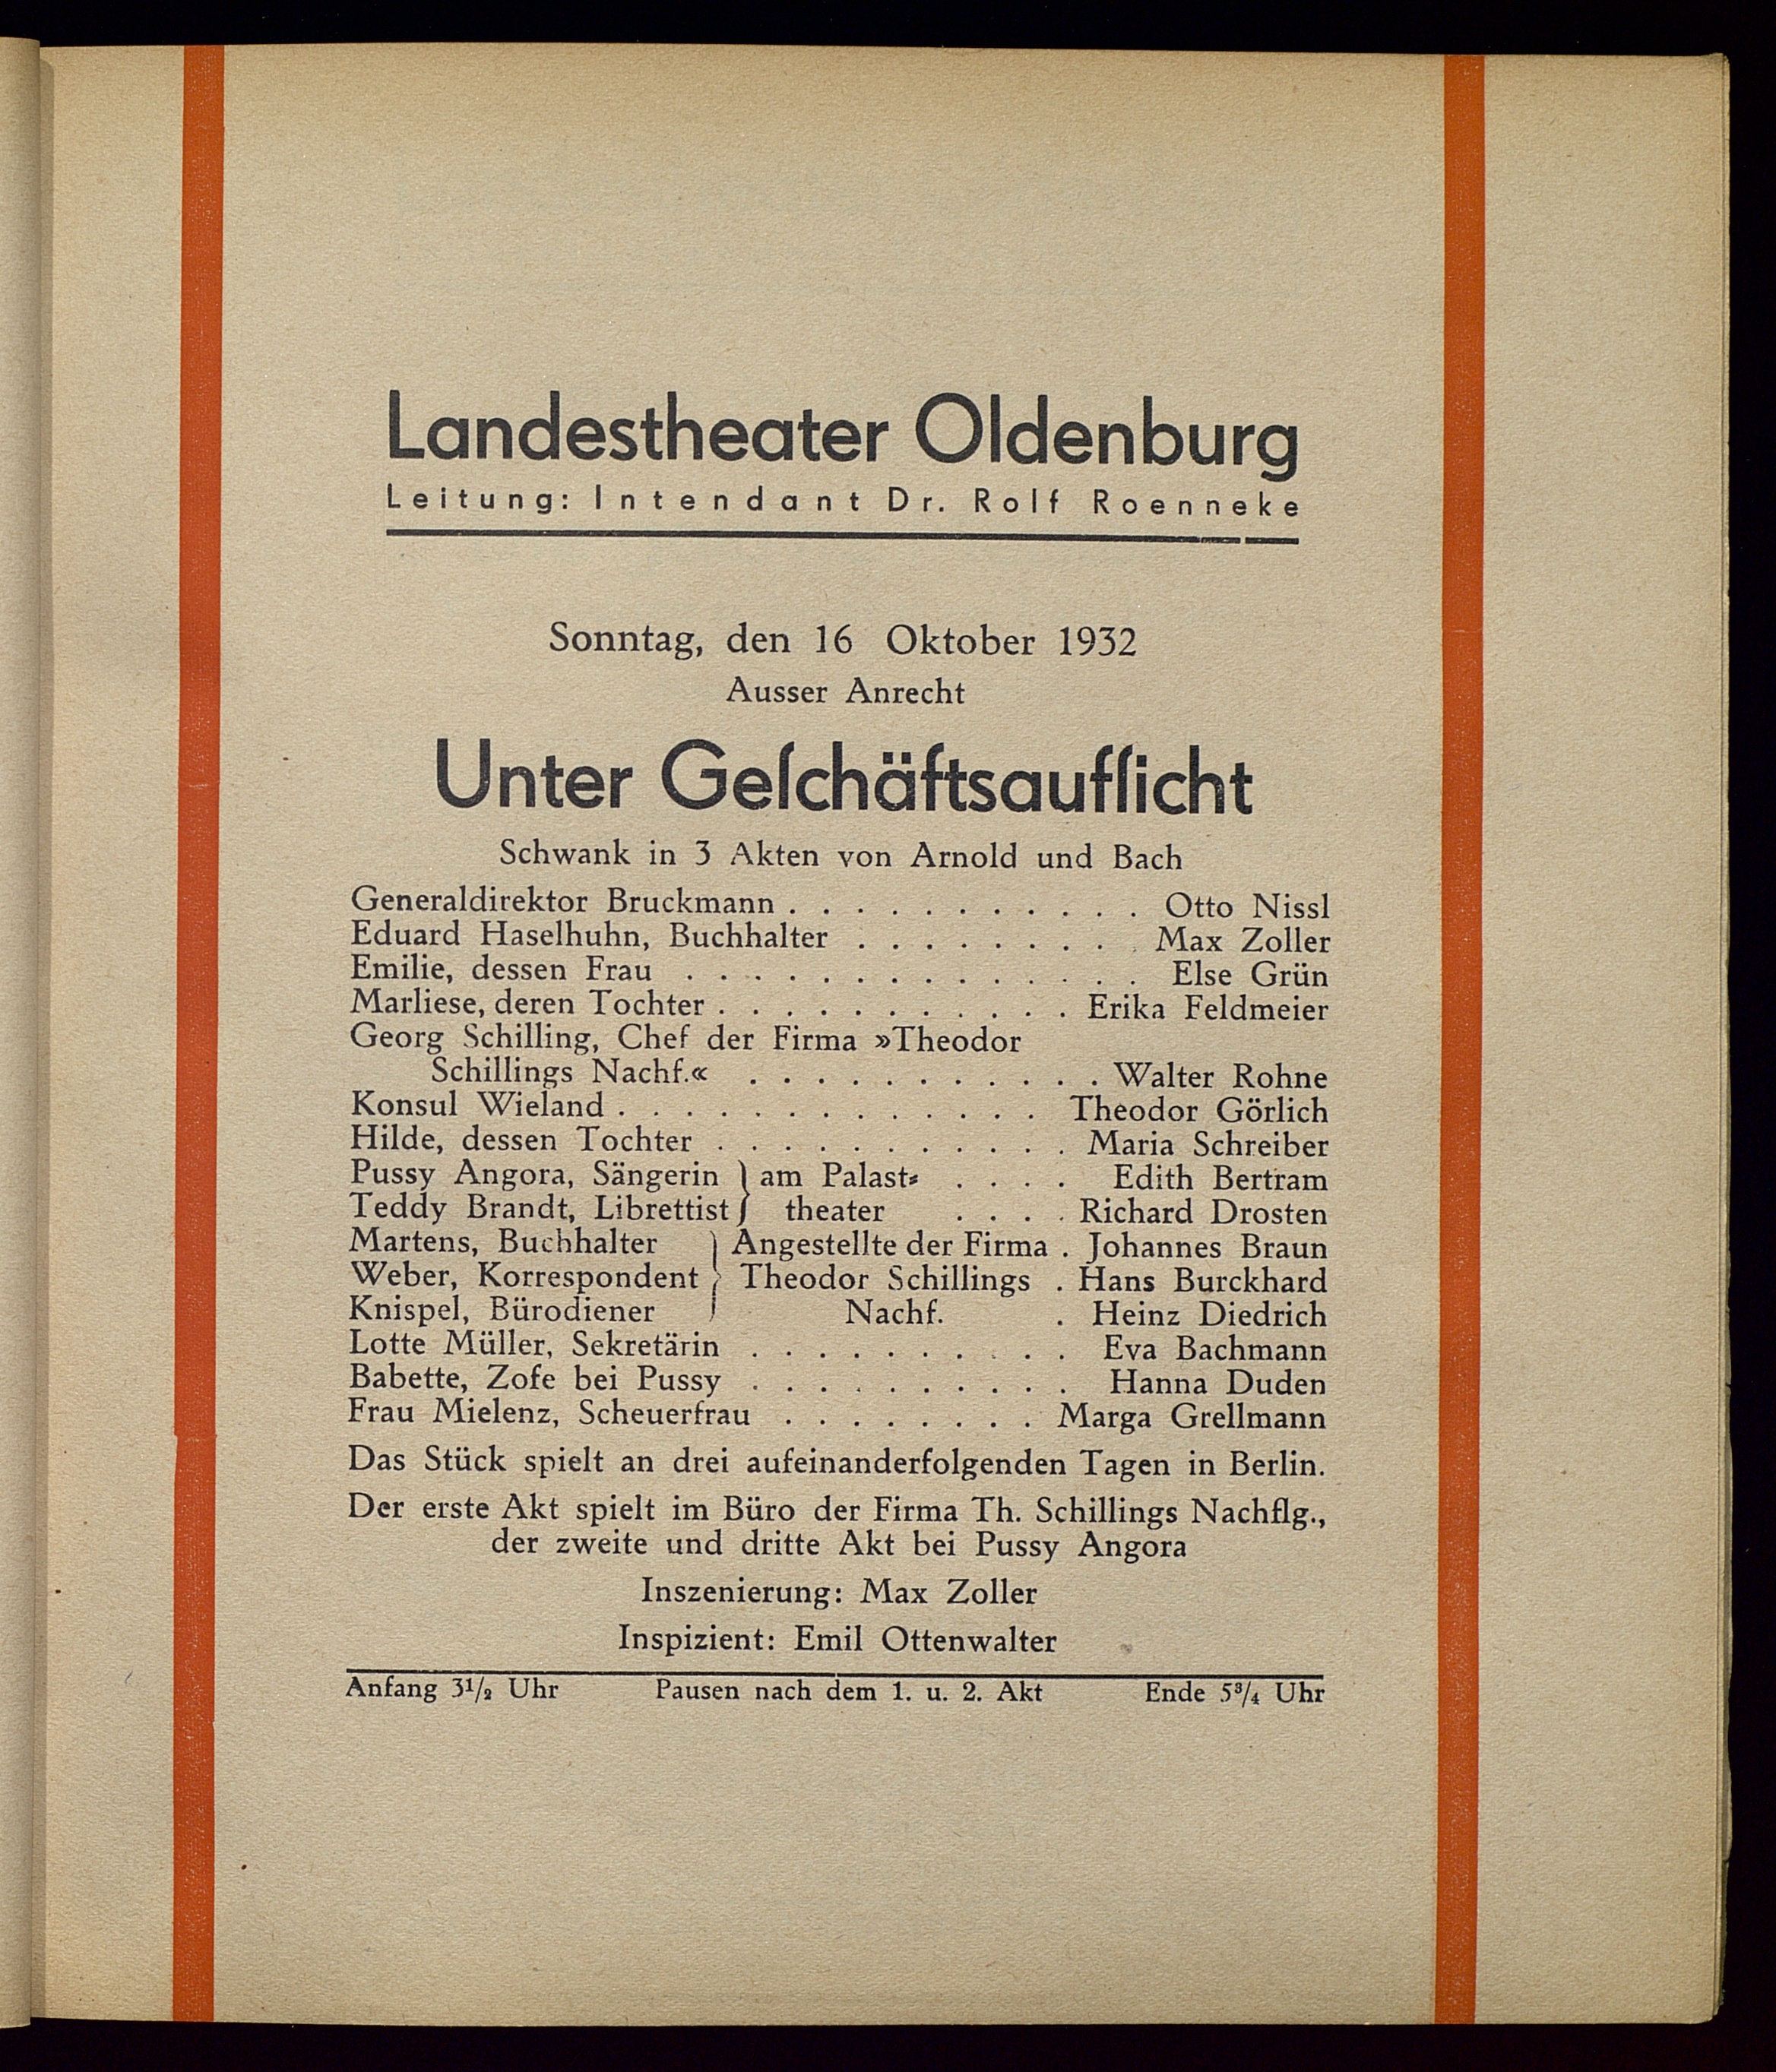 Landestheater Oldenburg
Leitung: Intendant Dr. Rolf Roenneke
Sonntag, den 16 Oktober 1932
Ausser Anrecht
Unter Geſchäftsaufſicht
Schwank in 3 Akten von Arnold und Bach
Generaldirektor Bruckmann . . . . . . . . . . . Otto Nissl
Eduard Haselhuhn, Buchhalter . . . . . . . . . Max Zoller
Emilie, dessen Frau . . . . . . . . . . . . . . Else Grün
Marliese, deren Tochter . . . . . . . . . . . Erika Feldmeier
Georg Schilling, Chef der Firma »Theodor
Schillings Nachf.« . . . . . . . . . . . Walter Rohne
Konsul Wieland . . . . . . . . . . . . . Theodor Görlich
Hilde, dessen Tochter . . . . . . . . . . . Maria Schreiber
Pussy Angora, Sängerin } am Palast= . . . . Edith Bertram
Teddy Brandt, Librettist } theater . . . . Richard Drosten
Martens, Buchhalter } Angestellte der Firma . Johannes Braun
Weber, Korrespondent } Theodor Schillings . Hans Burckhard
Knispel, Bürodiener } Nachf. . Heinz Diedrich
Lotte Müller, Sekretärin . . . . . . . . . . Eva Bachmann
Babette, Zofe bei Pussy . . . . . . . . . . Hanna Duden
Frau Mielenz, Scheuerfrau . . . . . . . . Marga Grellmann
Das Stück spielt an drei aufeinanderfolgenden Tagen in Berlin.
Der erste Akt spielt im Büro der Firma Th. Schillings Nachflg.,
der zweite und dritte Akt bei Pussy Angora
Inszenierung: Max Zoller
Inspizient: Emil Ottenwalter
Anfang 3½ Uhr Pausen nach dem 1. u. 2. Akt Ende 5¾ Uhr